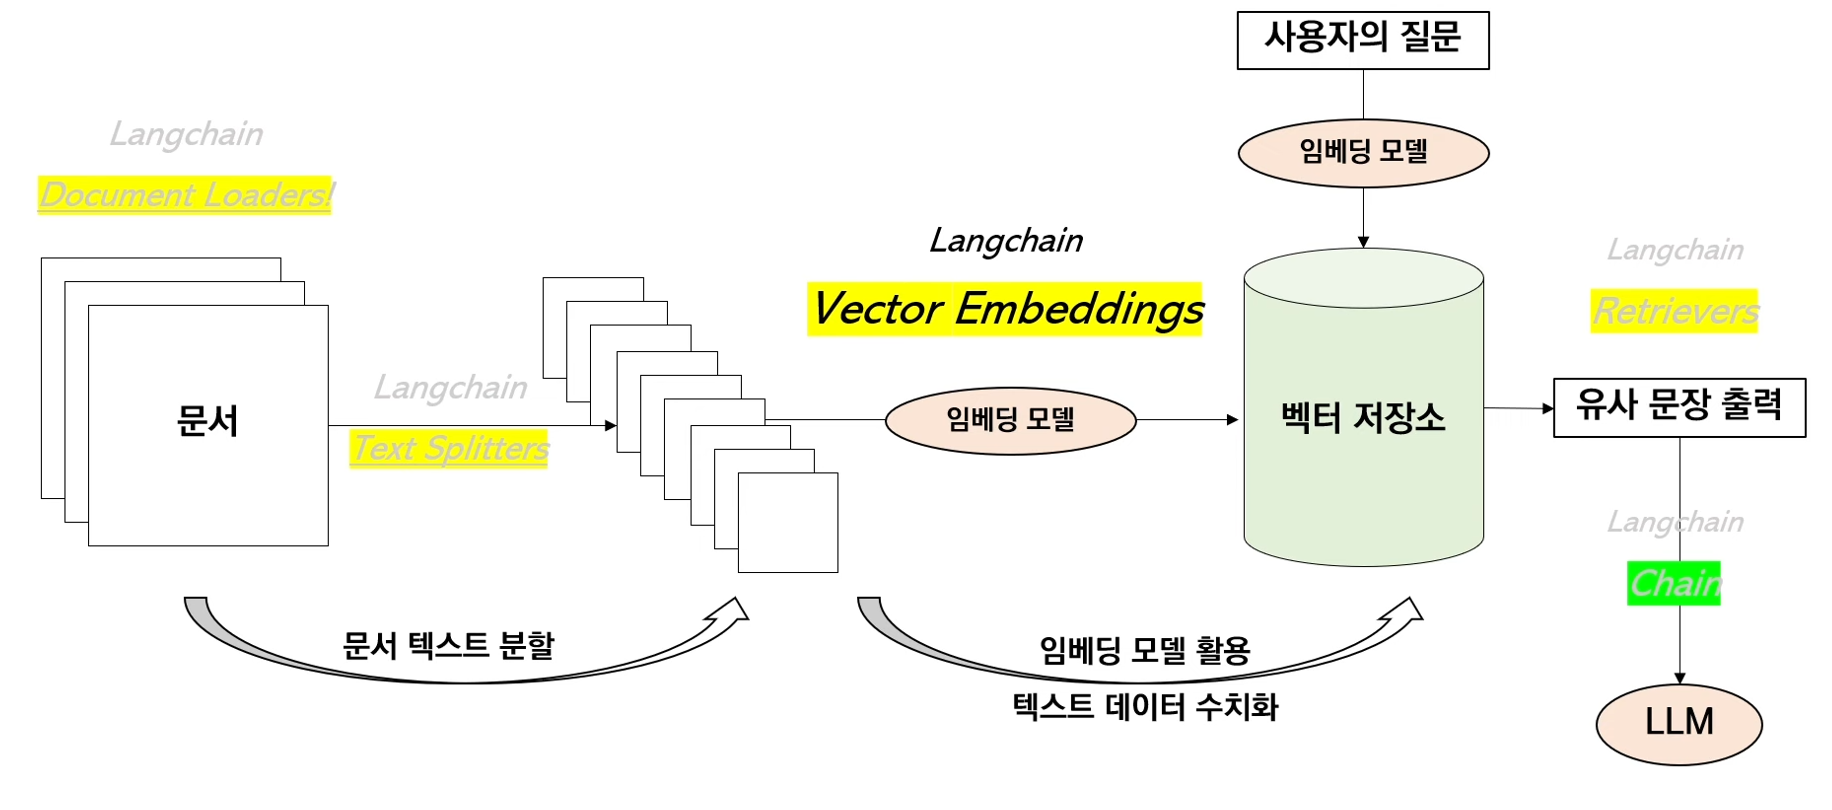 사용자의 질문
임베딩 모델
Langchain
Document Loaders!
문서
Langchain
Text Splitters
Langchain
Vector Embeddings
임베딩 모델
벡터 저장소
Langchain
Retrievers
유사 문장 출력
Langchain
Chain
LLM
문서 텍스트 분할
임베딩 모델 활용
텍스트 데이터 수치화